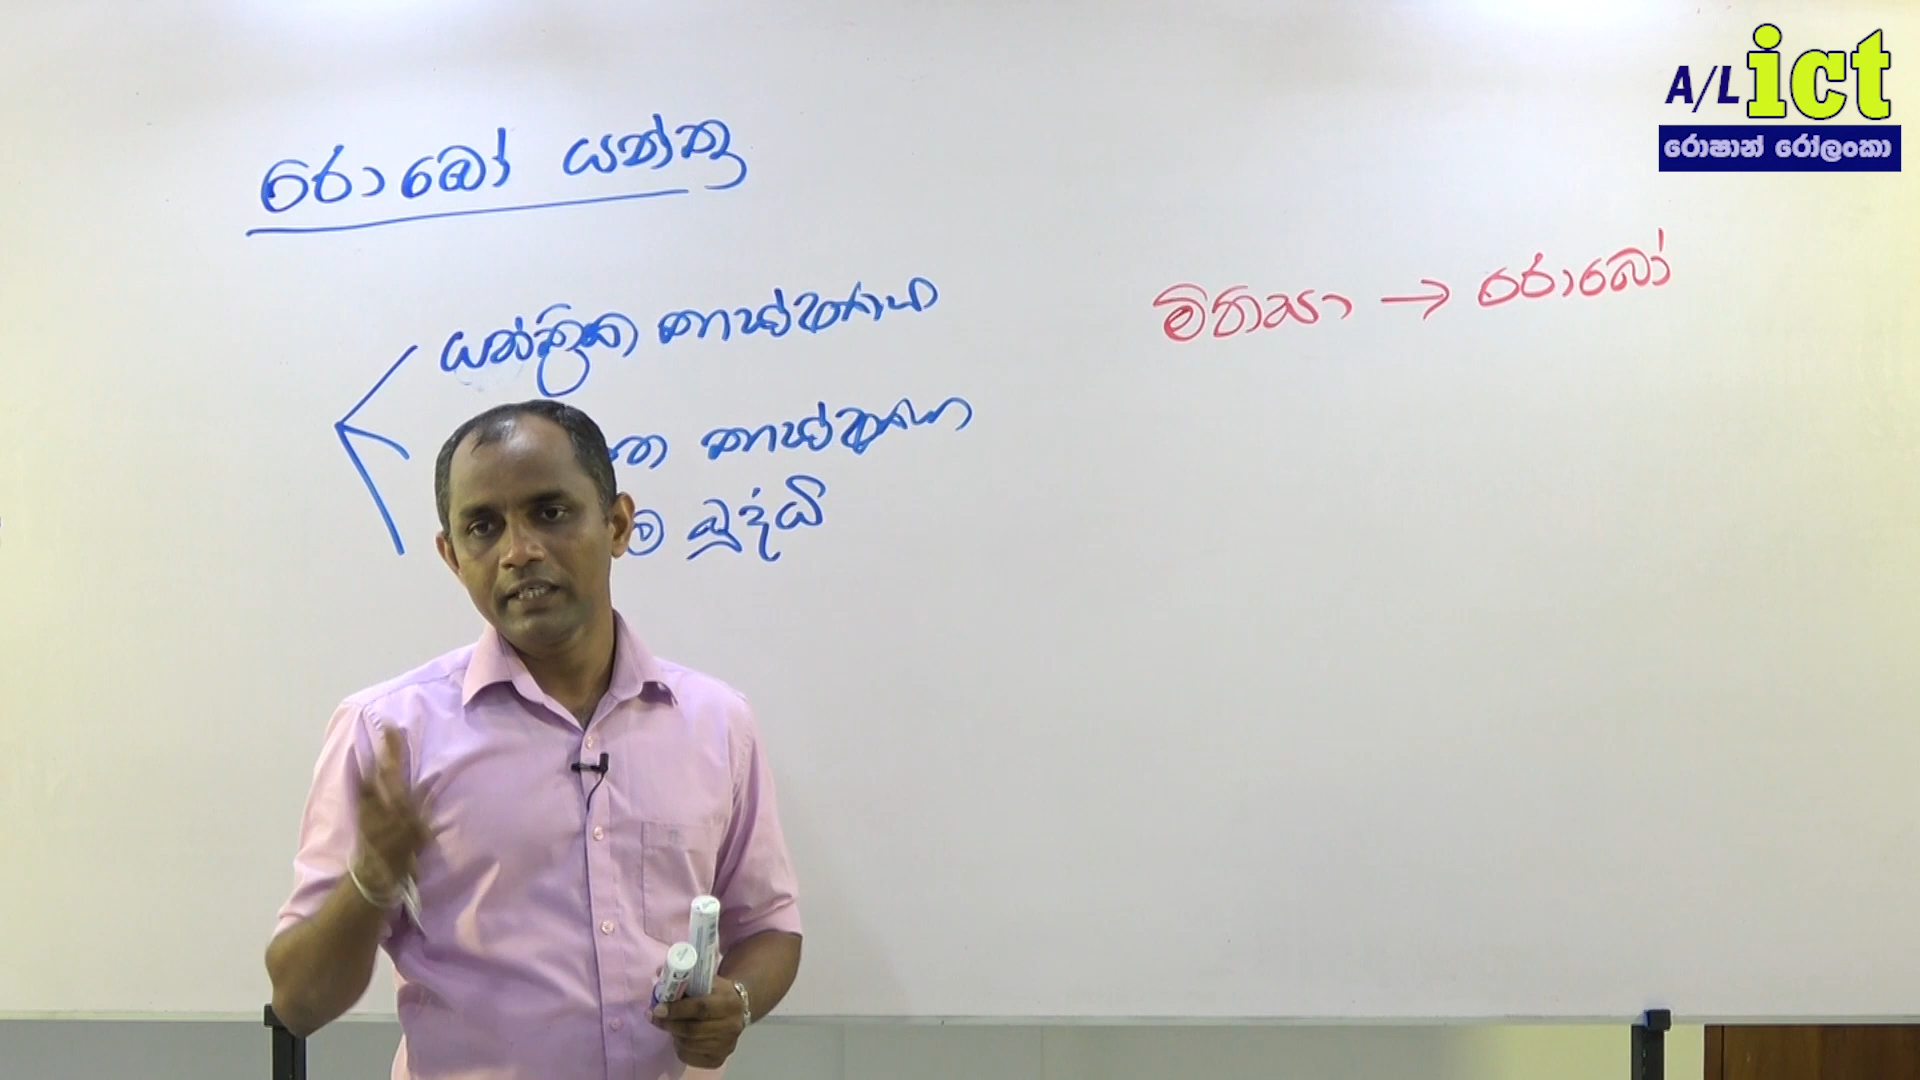 A/L ict
රොෂාන් රෝලංකා
රොබෝ යන්ත්‍ර
යාන්ත්‍රික තාක්ෂණය
තාක්ෂණය
ම බුද්ධි
මිනිසා → රොබෝ